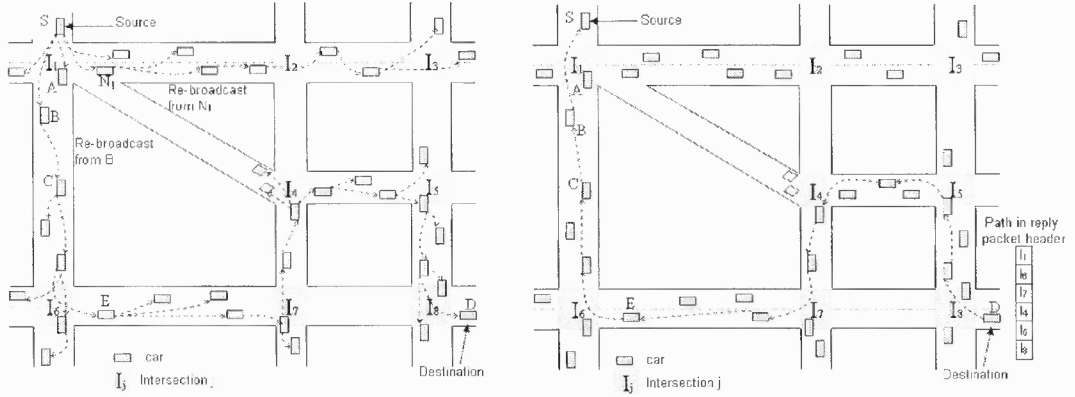 S
Source
I1
I2
I3
A
N1
Re-broadcast
from N1
B
Re-broadcast
from B
C
I4
I5
I6
E
I7
I8
D
car
Ij Intersection j
Destination
S
Source
I1
I2
I3
A
B
C
I4
I5
Path in reply
packet header
I1
I6
I7
I4
I5
I8
I6
E
I7
D
car
Ij Intersection j
Destination